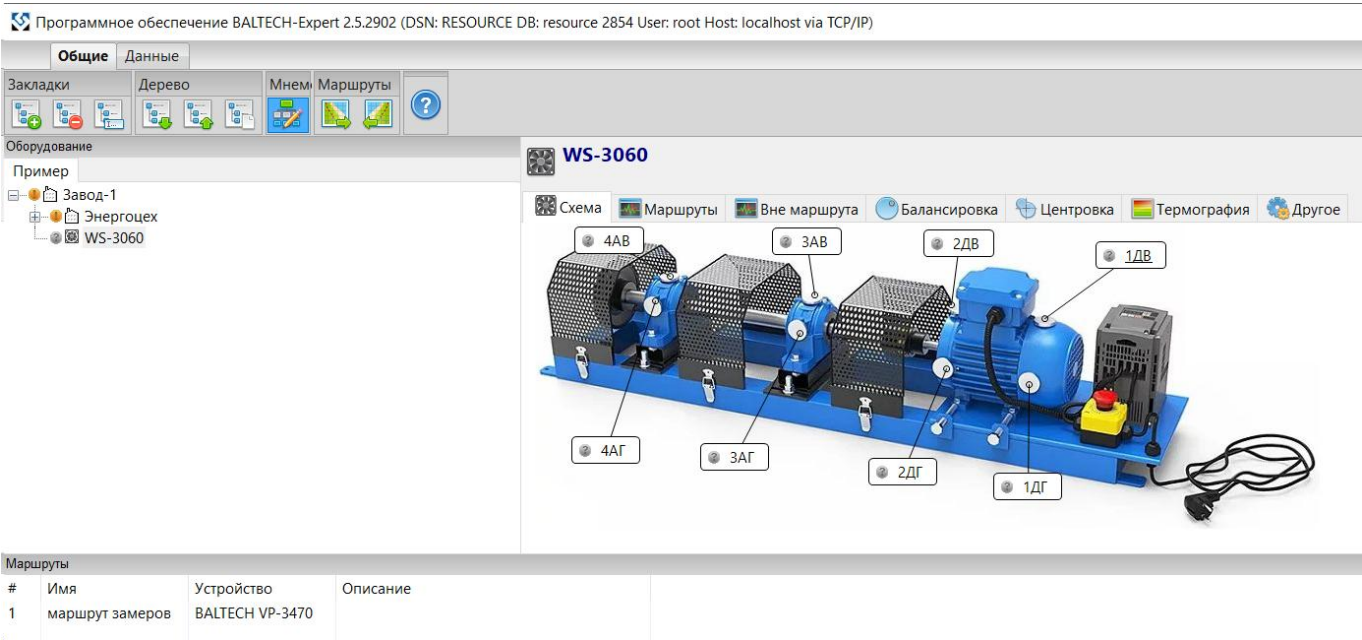 Программное обеспечение BALTECH-Expert 2.5.2902 (DSN: RESOURCE DB: resource 2854 User: root Host: localhost via TCP/IP)
Общие Данные
Закладки Дерево Мнем Маршруты
Оборудование
Пример
Завод-1
Энергоцех
WS-3060
WS-3060
Схема Маршруты Вне маршрута Балансировка Центровка Термография Другое
4АВ 3АВ 2ДВ 1ДВ
4АГ 3АГ 2ДГ 1ДГ
Маршруты
# Имя Устройство Описание
1 маршрут замеров BALTECH VP-3470